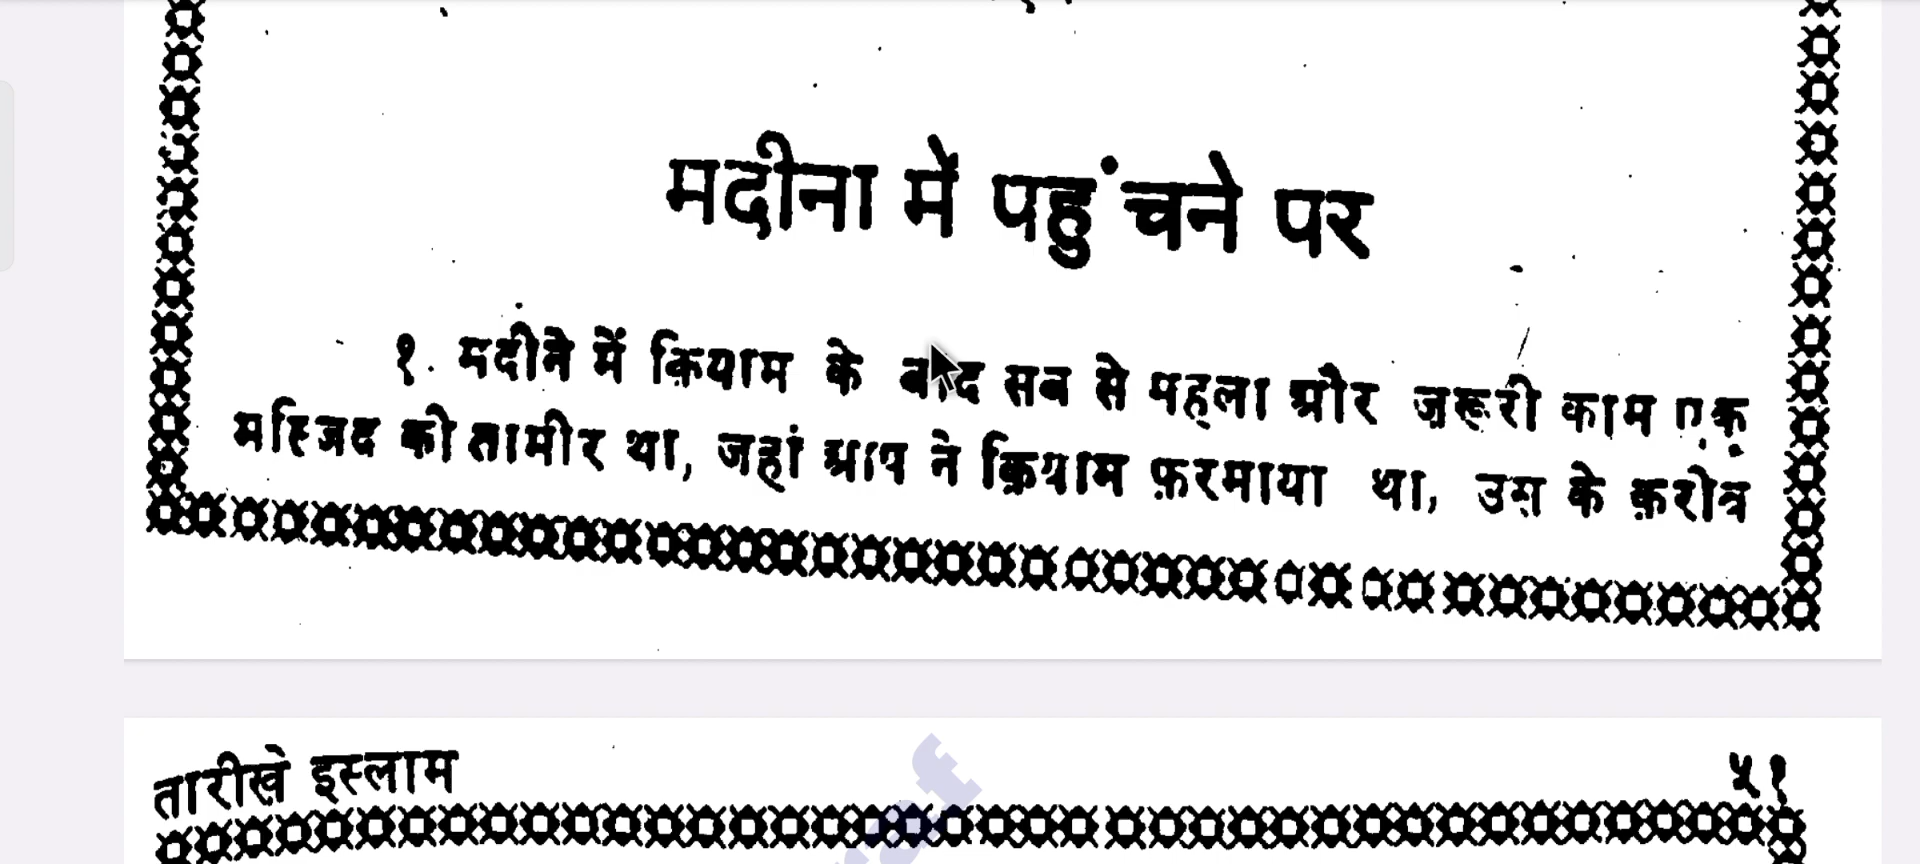 मदीना में पहुंचने पर
१. मदीने में क़ियाम के बाद सब से पहला और ज़रूरी काम एक
मस्जिद की तामीर था, जहां आप ने क़ियाम फ़रमाया था, उस के क़रीब
तारीखे इस्लाम
५१